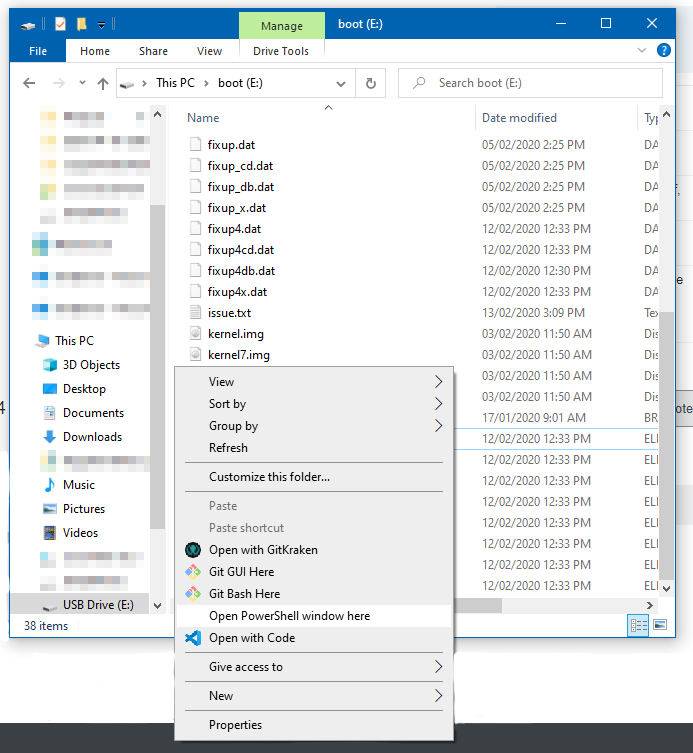 Manage
boot (E:)
File
Home
Share
View
Drive Tools
This PC
boot (E:)
Search boot (E:)
Name
Date modified
fixup.dat 05/02/2020 2:25 PM DA
fixup_cd.dat 05/02/2020 2:25 PM DA
fixup_db.dat 05/02/2020 2:25 PM DA
fixup_x.dat 05/02/2020 2:25 PM DA
fixup4.dat 12/02/2020 12:33 PM DA
fixup4cd.dat 12/02/2020 12:33 PM DA
fixup4db.dat 12/02/2020 12:30 PM DA
fixup4x.dat 12/02/2020 12:33 PM DA
issue.txt 13/02/2020 3:09 PM Tex
kernel.img 03/02/2020 11:50 AM Dis
kernel7.img 03/02/2020 11:50 AM Dis
03/02/2020 11:50 AM Dis
03/02/2020 11:50 AM Dis
17/01/2020 9:01 AM BR
12/02/2020 12:33 PM ELI
12/02/2020 12:33 PM ELI
12/02/2020 12:33 PM ELI
12/02/2020 12:33 PM ELI
12/02/2020 12:33 PM ELI
12/02/2020 12:33 PM ELI
12/02/2020 12:33 PM ELI
12/02/2020 12:33 PM ELI
This PC
3D Objects
Desktop
Documents
Downloads
Music
Pictures
Videos
USB Drive (E:)
38 items
View
Sort by
Group by
Refresh
Customize this folder...
Paste
Paste shortcut
Open with GitKraken
Git GUI Here
Git Bash Here
Open PowerShell window here
Open with Code
Give access to
New
Properties